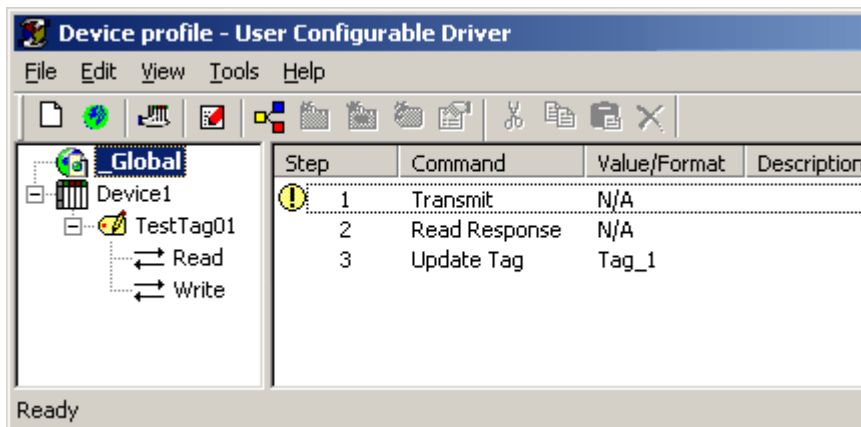 Device profile - User Configurable Driver
File Edit View Tools Help
_Global
Device1
TestTag01
Read
Write
Step Command Value/Format Description
1 Transmit N/A
2 Read Response N/A
3 Update Tag Tag_1
Ready